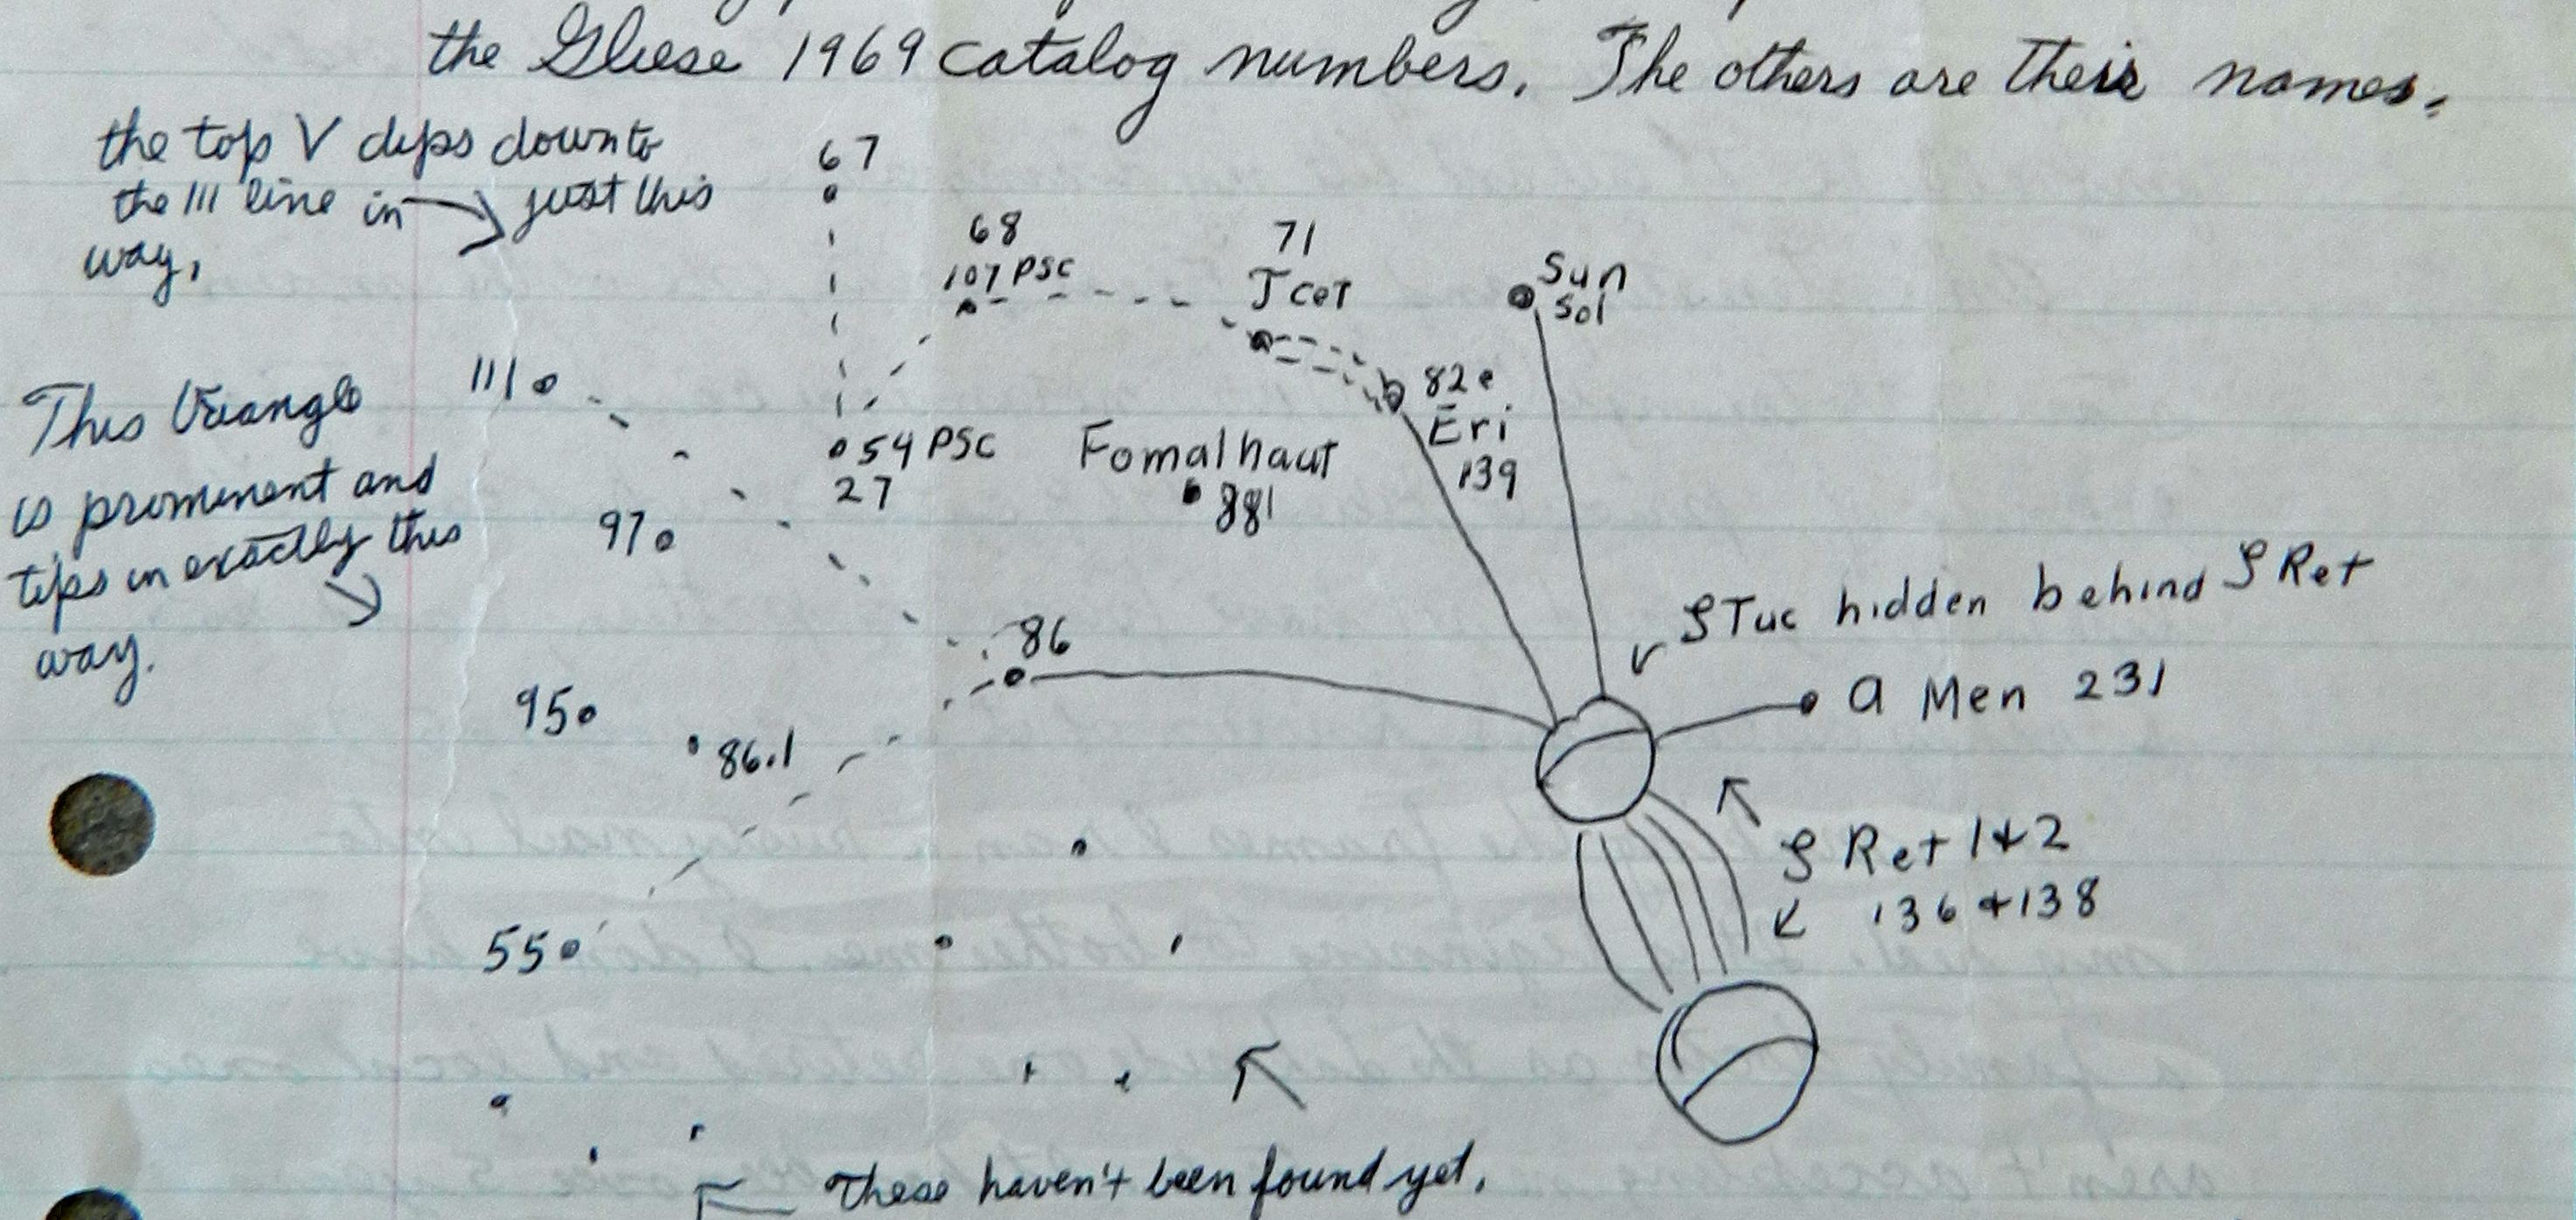 the Gliese 1969 catalog numbers. The others are their names.
the top V dips down to
the 111 line in just this
way.
67
68
107 PSC
71
T Cet
Sun
Sol
111
82 e
Eri
139
This triangle
is prominent and
tips in exactly this
way.
54 PSC
27
Fomalhaut
881
97
86
ζ Tuc hidden behind ζ Ret
95
86.1
a Men 231
ζ Ret 1 & 2
136 & 138
55
These haven't been found yet.